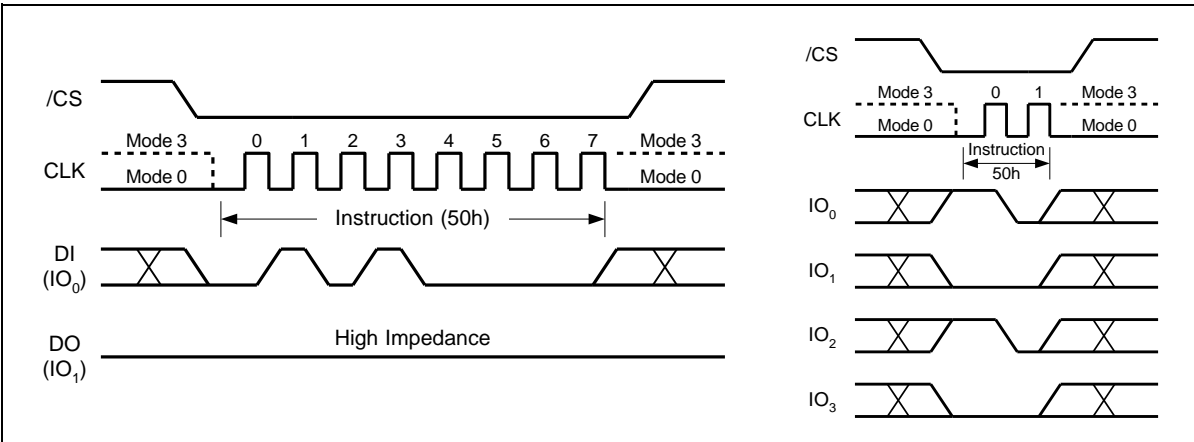 /CS
Mode 3 0 1 2 3 4 5 6 7 Mode 3
CLK
Mode 0 Mode 0
Instruction (50h)
DI
(IO0)
High Impedance
DO
(IO1)
/CS
Mode 3 0 1 Mode 3
CLK
Mode 0 Mode 0
Instruction
50h
IO0
IO1
IO2
IO3